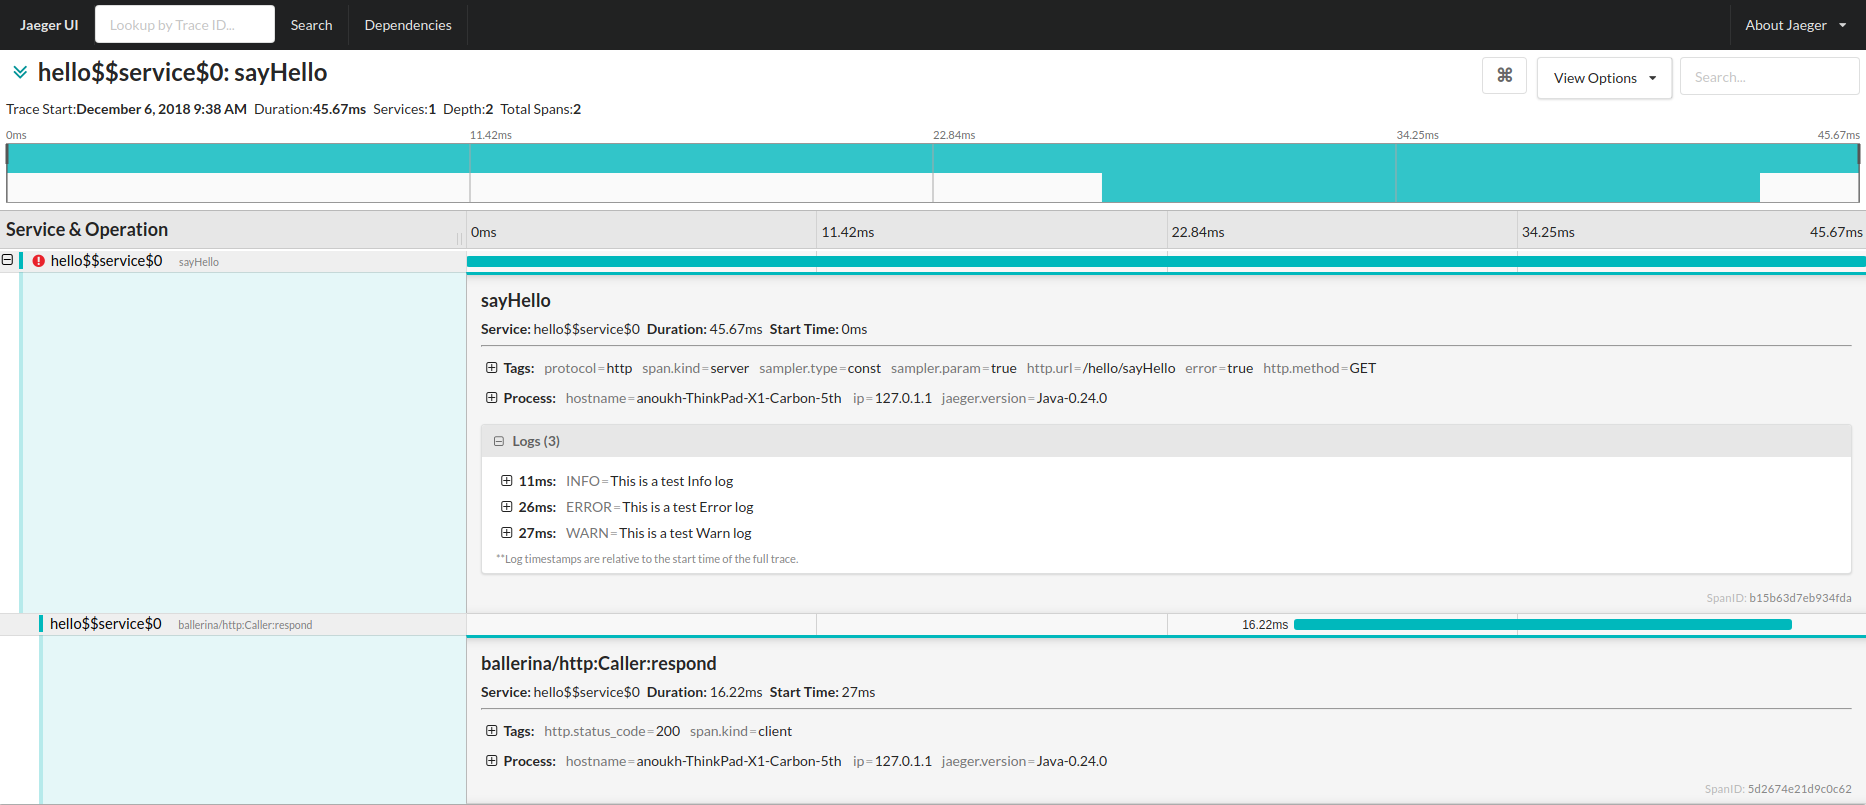 Jaeger UI Lookup by Trace ID... Search Dependencies About Jaeger
hello$$service$0: sayHello ⌘ View Options Search...
Trace Start:December 6, 2018 9:38 AM Duration:45.67ms Services:1 Depth:2 Total Spans:2
0ms 11.42ms 22.84ms 34.25ms 45.67ms
Service & Operation 0ms 11.42ms 22.84ms 34.25ms 45.67ms
hello$$service$0 sayHello
sayHello
Service: hello$$service$0 Duration: 45.67ms Start Time: 0ms
Tags: protocol=http span.kind=server sampler.type=const sampler.param=true http.url=/hello/sayHello error=true http.method=GET
Process: hostname=anoukh-ThinkPad-X1-Carbon-5th ip=127.0.1.1 jaeger.version=Java-0.24.0
Logs (3)
11ms: INFO=This is a test Info log
26ms: ERROR=This is a test Error log
27ms: WARN=This is a test Warn log
**Log timestamps are relative to the start time of the full trace.
SpanID: b15b63d7eb934fda
hello$$service$0 ballerina/http:Caller:respond 16.22ms
ballerina/http:Caller:respond
Service: hello$$service$0 Duration: 16.22ms Start Time: 27ms
Tags: http.status_code=200 span.kind=client
Process: hostname=anoukh-ThinkPad-X1-Carbon-5th ip=127.0.1.1 jaeger.version=Java-0.24.0
SpanID: 5d2674e21d9c0c62